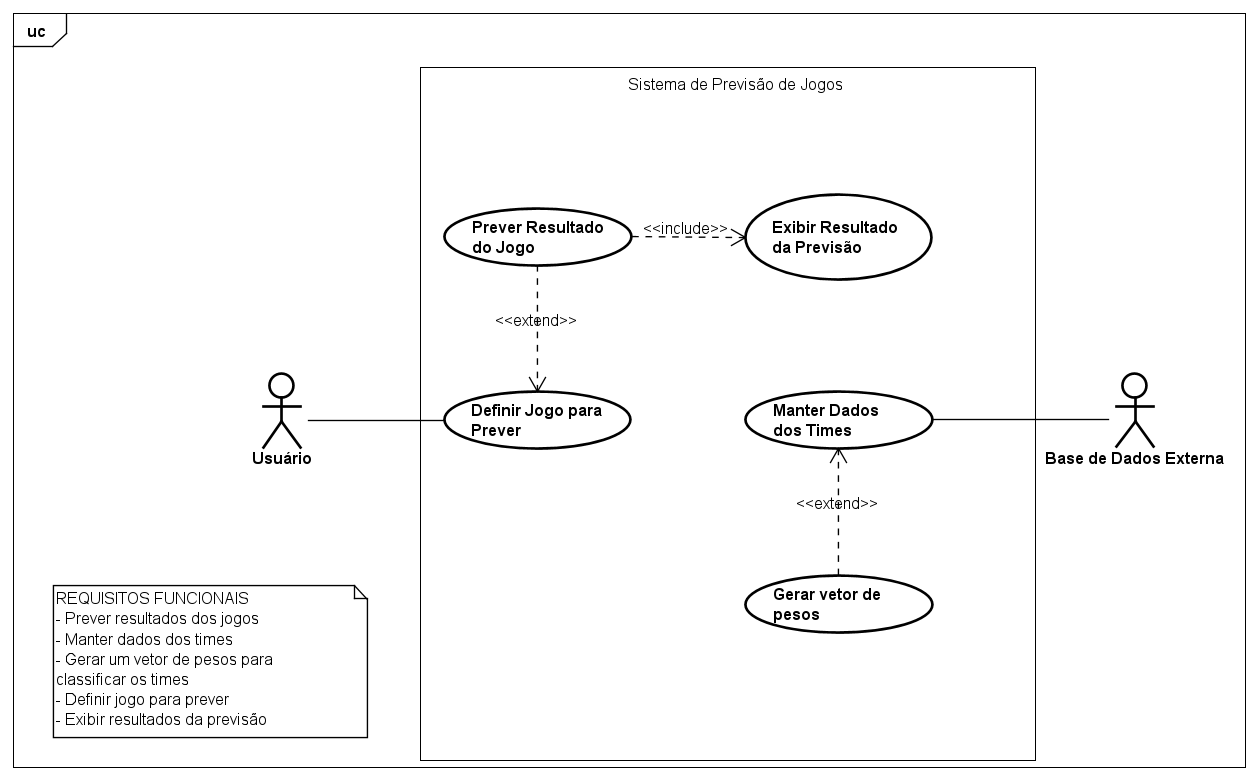 uc
Sistema de Previsão de Jogos
Prever Resultado
do Jogo
<<include>>
Exibir Resultado
da Previsão
<<extend>>
Usuário
Definir Jogo para
Prever
Manter Dados
dos Times
Base de Dados Externa
<<extend>>
Gerar vetor de
pesos
REQUISITOS FUNCIONAIS
- Prever resultados dos jogos
- Manter dados dos times
- Gerar um vetor de pesos para
classificar os times
- Definir jogo para prever
- Exibir resultados da previsão